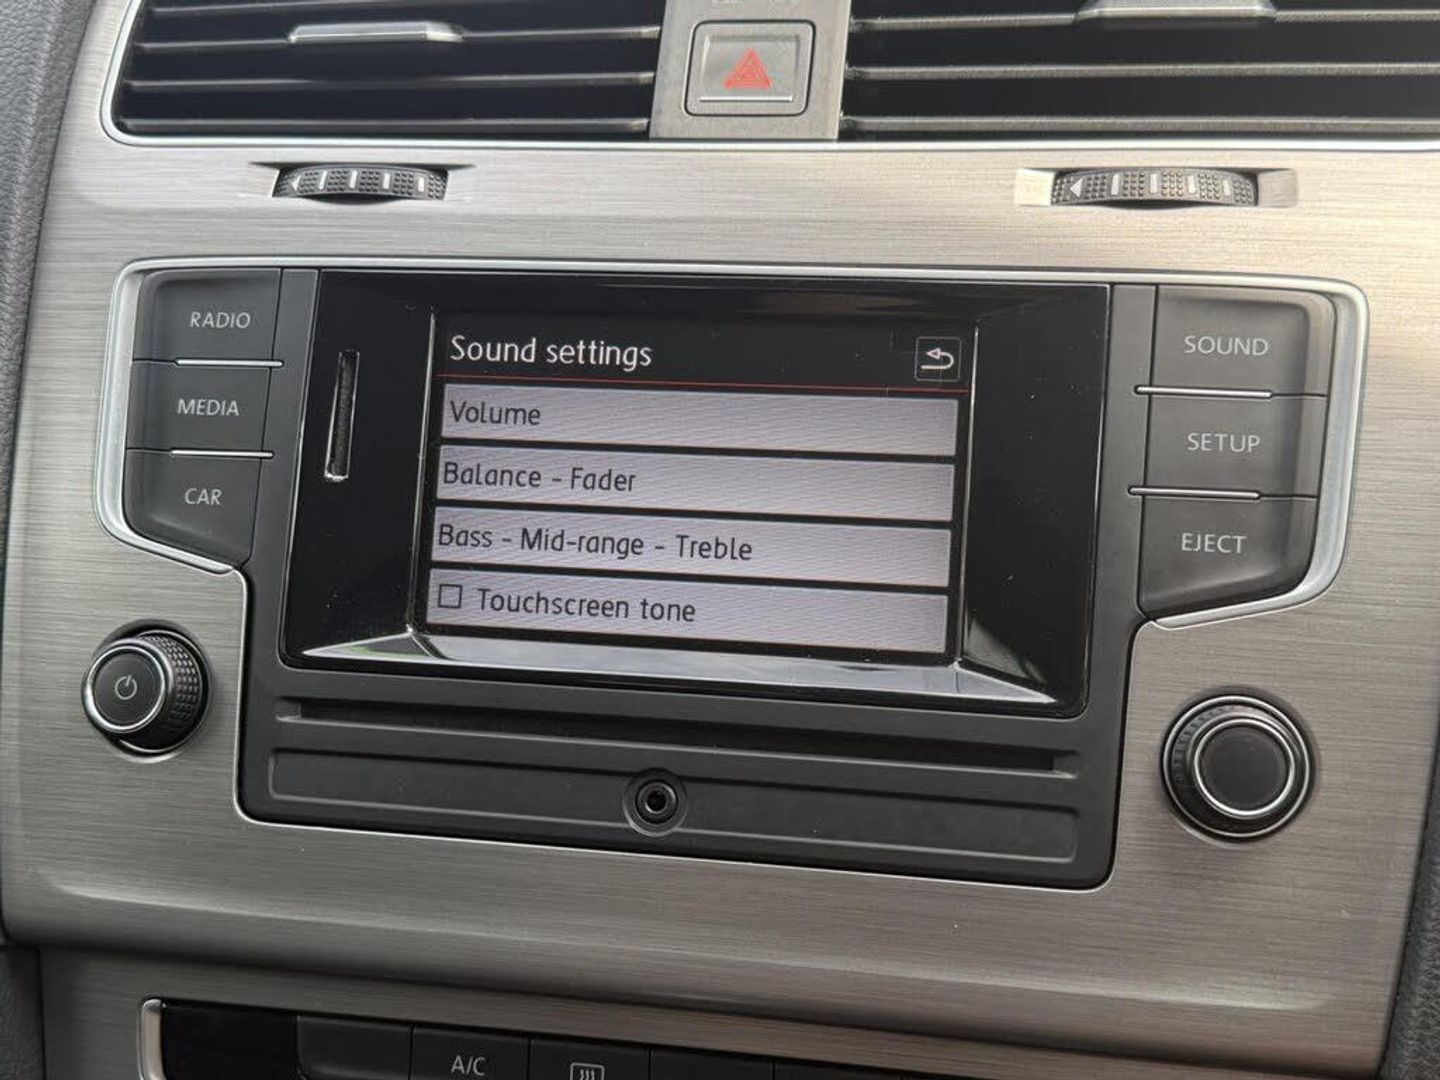 RADIO
MEDIA
CAR
Sound settings
Volume
Balance - Fader
Bass - Mid-range - Treble
Touchscreen tone
SOUND
SETUP
EJECT
A/C